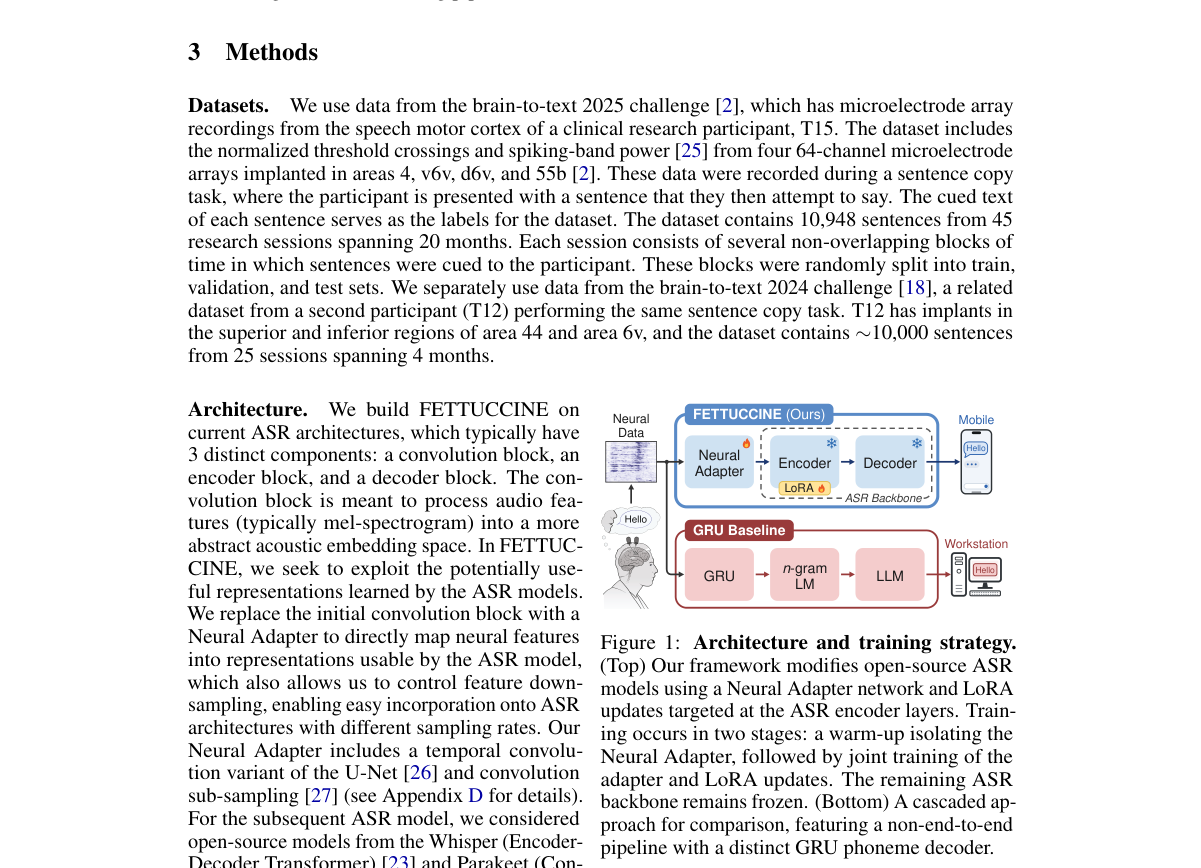 3 Methods
Datasets. We use data from the brain-to-text 2025 challenge [2], which has microelectrode array
recordings from the speech motor cortex of a clinical research participant, T15. The dataset includes
the normalized threshold crossings and spiking-band power [25] from four 64-channel microelectrode
arrays implanted in areas 4, v6v, d6v, and 55b [2]. These data were recorded during a sentence copy
task, where the participant is presented with a sentence that they then attempt to say. The cued text
of each sentence serves as the labels for the dataset. The dataset contains 10,948 sentences from 45
research sessions spanning 20 months. Each session consists of several non-overlapping blocks of
time in which sentences were cued to the participant. These blocks were randomly split into train,
validation, and test sets. We separately use data from the brain-to-text 2024 challenge [18], a related
dataset from a second participant (T12) performing the same sentence copy task. T12 has implants in
the superior and inferior regions of area 44 and area 6v, and the dataset contains ∼10,000 sentences
from 25 sessions spanning 4 months.
Architecture. We build FETTUCCINE on
current ASR architectures, which typically have
3 distinct components: a convolution block, an
encoder block, and a decoder block. The con-
volution block is meant to process audio fea-
tures (typically mel-spectrogram) into a more
abstract acoustic embedding space. In FETTUC-
CINE, we seek to exploit the potentially use-
ful representations learned by the ASR models.
We replace the initial convolution block with a
Neural Adapter to directly map neural features
into representations usable by the ASR model,
which also allows us to control feature down-
sampling, enabling easy incorporation onto ASR
architectures with different sampling rates. Our
Neural Adapter includes a temporal convolu-
tion variant of the U-Net [26] and convolution
sub-sampling [27] (see Appendix D for details).
For the subsequent ASR model, we considered
open-source models from the Whisper (Encoder-
Decoder Transformer) [23] and Parakeet (Con-
Neural
Data
Hello
FETTUCCINE (Ours)
Neural
Adapter
Encoder
LoRA
Decoder
ASR Backbone
Mobile
Hello
GRU Baseline
GRU
n-gram
LM
LLM
Workstation
Hello
Figure 1: Architecture and training strategy.
(Top) Our framework modifies open-source ASR
models using a Neural Adapter network and LoRA
updates targeted at the ASR encoder layers. Train-
ing occurs in two stages: a warm-up isolating the
Neural Adapter, followed by joint training of the
adapter and LoRA updates. The remaining ASR
backbone remains frozen. (Bottom) A cascaded ap-
proach for comparison, featuring a non-end-to-end
pipeline with a distinct GRU phoneme decoder.